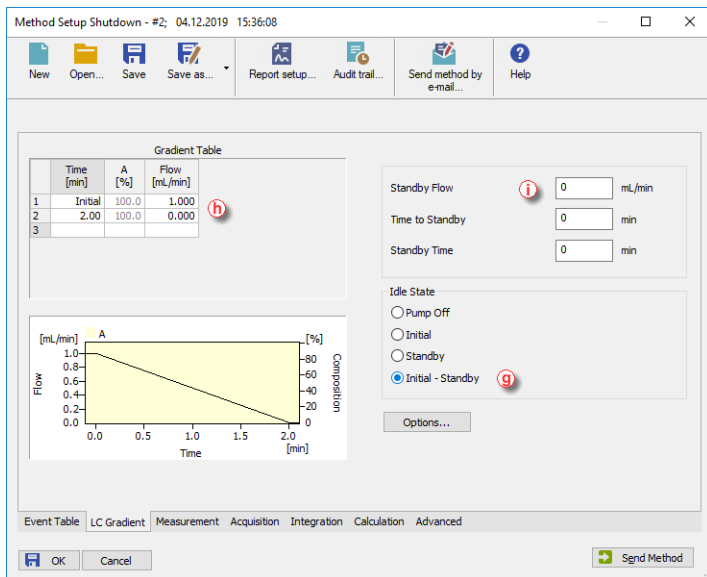 Method Setup Shutdown - #2;  04.12.2019  15:36:08
New Open... Save Save as... Report setup... Audit trail... Send method by e-mail... Help
Gradient Table
Time [min] A [%] Flow [mL/min]
1 Initial 100.0 1.000
2 2.00 100.0 0.000
3
h
Standby Flow i 0 mL/min
Time to Standby 0 min
Standby Time 0 min
Idle State
Pump Off
Initial
Standby
Initial - Standby g
Options...
[mL/min] A [%]
1.0
0.8
0.6
0.4
0.2
0.0
Flow
80
60
40
20
0
Composition
0.0 0.5 1.0 1.5 2.0
Time [min]
Event Table LC Gradient Measurement Acquisition Integration Calculation Advanced
OK Cancel Send Method